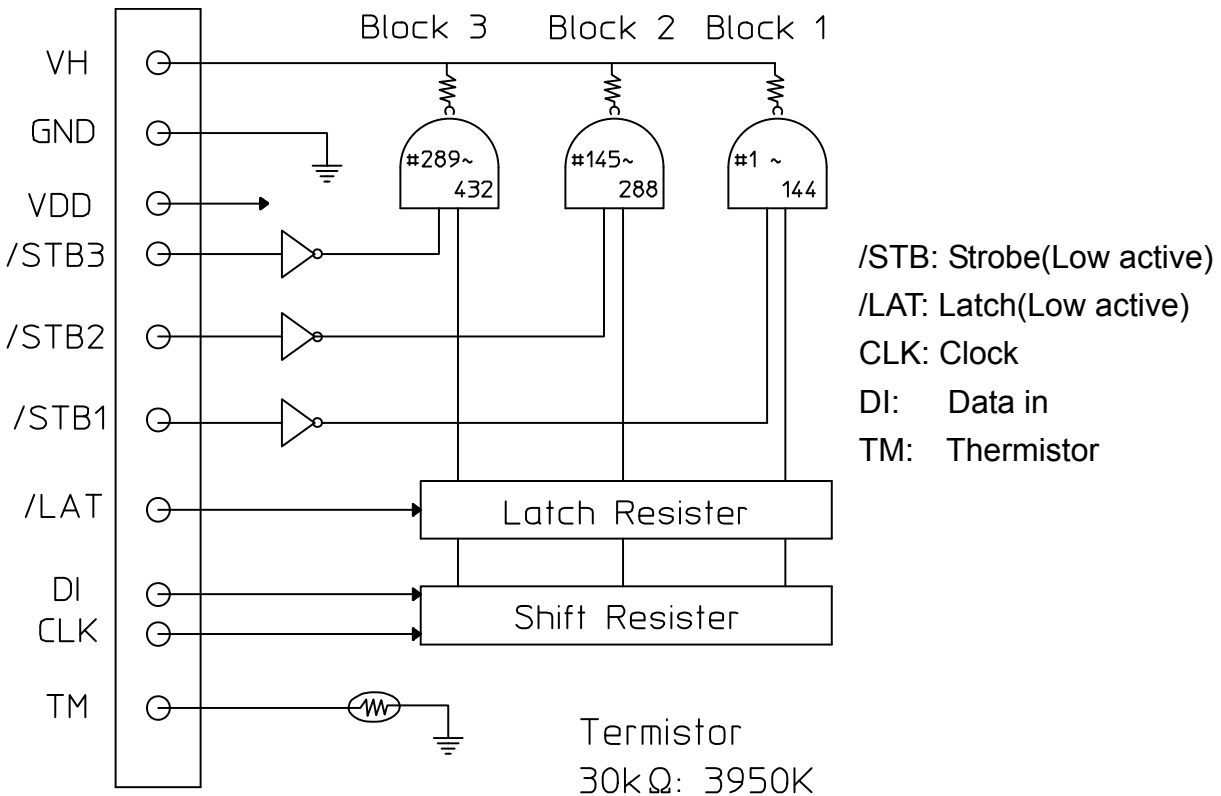 Block 3 Block 2 Block 1
VH
GND
#289~ #145~ #1 ~
432 288 144
VDD
/STB3
/STB2
/STB1
/LAT
Latch Resister
DI
Shift Resister
CLK
TM
Termistor
30kΩ: 3950K
/STB: Strobe(Low active)
/LAT: Latch(Low active)
CLK: Clock
DI: Data in
TM: Thermistor